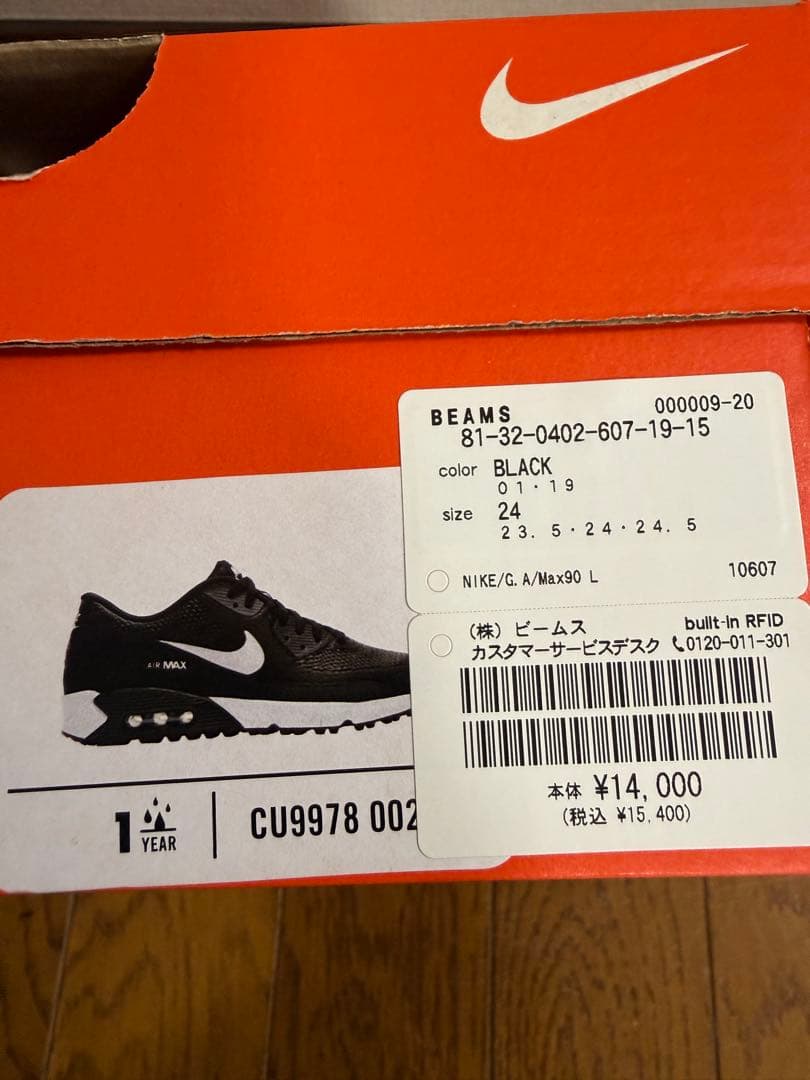 BEAMS 000009-20
81-32-0402-607-19-15
color BLACK
01・19
size 24
23.5・24・24.5
NIKE/G.A/Max90 L 10607
(株) ビームス built-in RFID
カスタマーサービスデスク 0120-011-301
本体 ¥14,000
(税込 ¥15,400)
AIR MAX
1 YEAR
CU9978 002